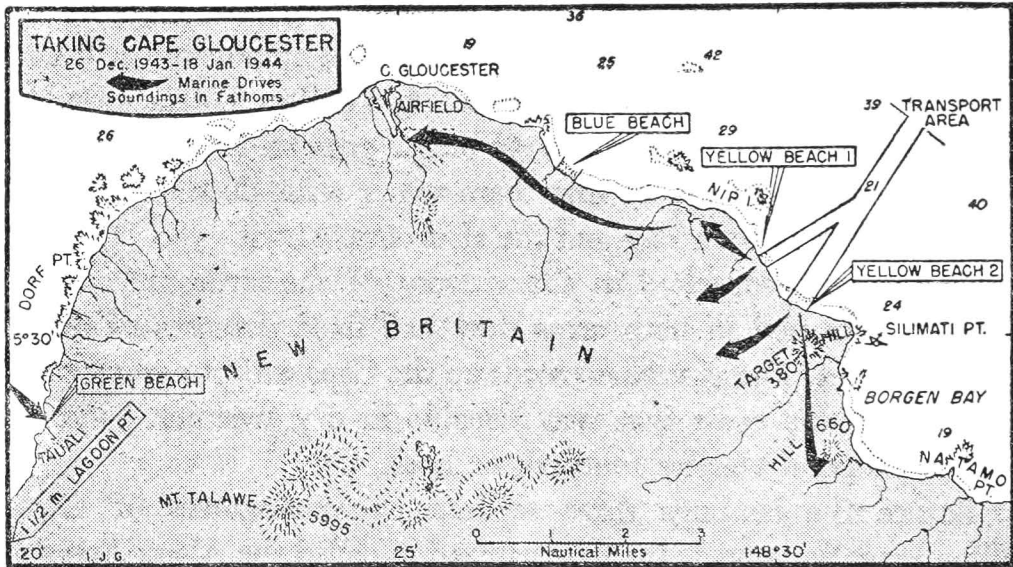 TAKING CAPE GLOUCESTER
26 Dec. 1943-18 Jan. 1944
Marine Drives
Soundings in Fathoms
36
19
25
42
C. GLOUCESTER
AIRFIELD
26
BLUE BEACH
29
39
TRANSPORT
AREA
YELLOW BEACH 1
NIP I.
21
40
YELLOW BEACH 2
24
DORF PT.
5°30'
NEW BRITAIN
TARGET HILL
380
SILIMATI PT.
GREEN BEACH
BORGEN BAY
TAUALI
1 1/2 m LAGOON PT.
HILL 660
19
NATAMO
PT.
MT. TALAWE
5995
20'
I.J.G.
25'
0 1 2 3
Nautical Miles
148°30'